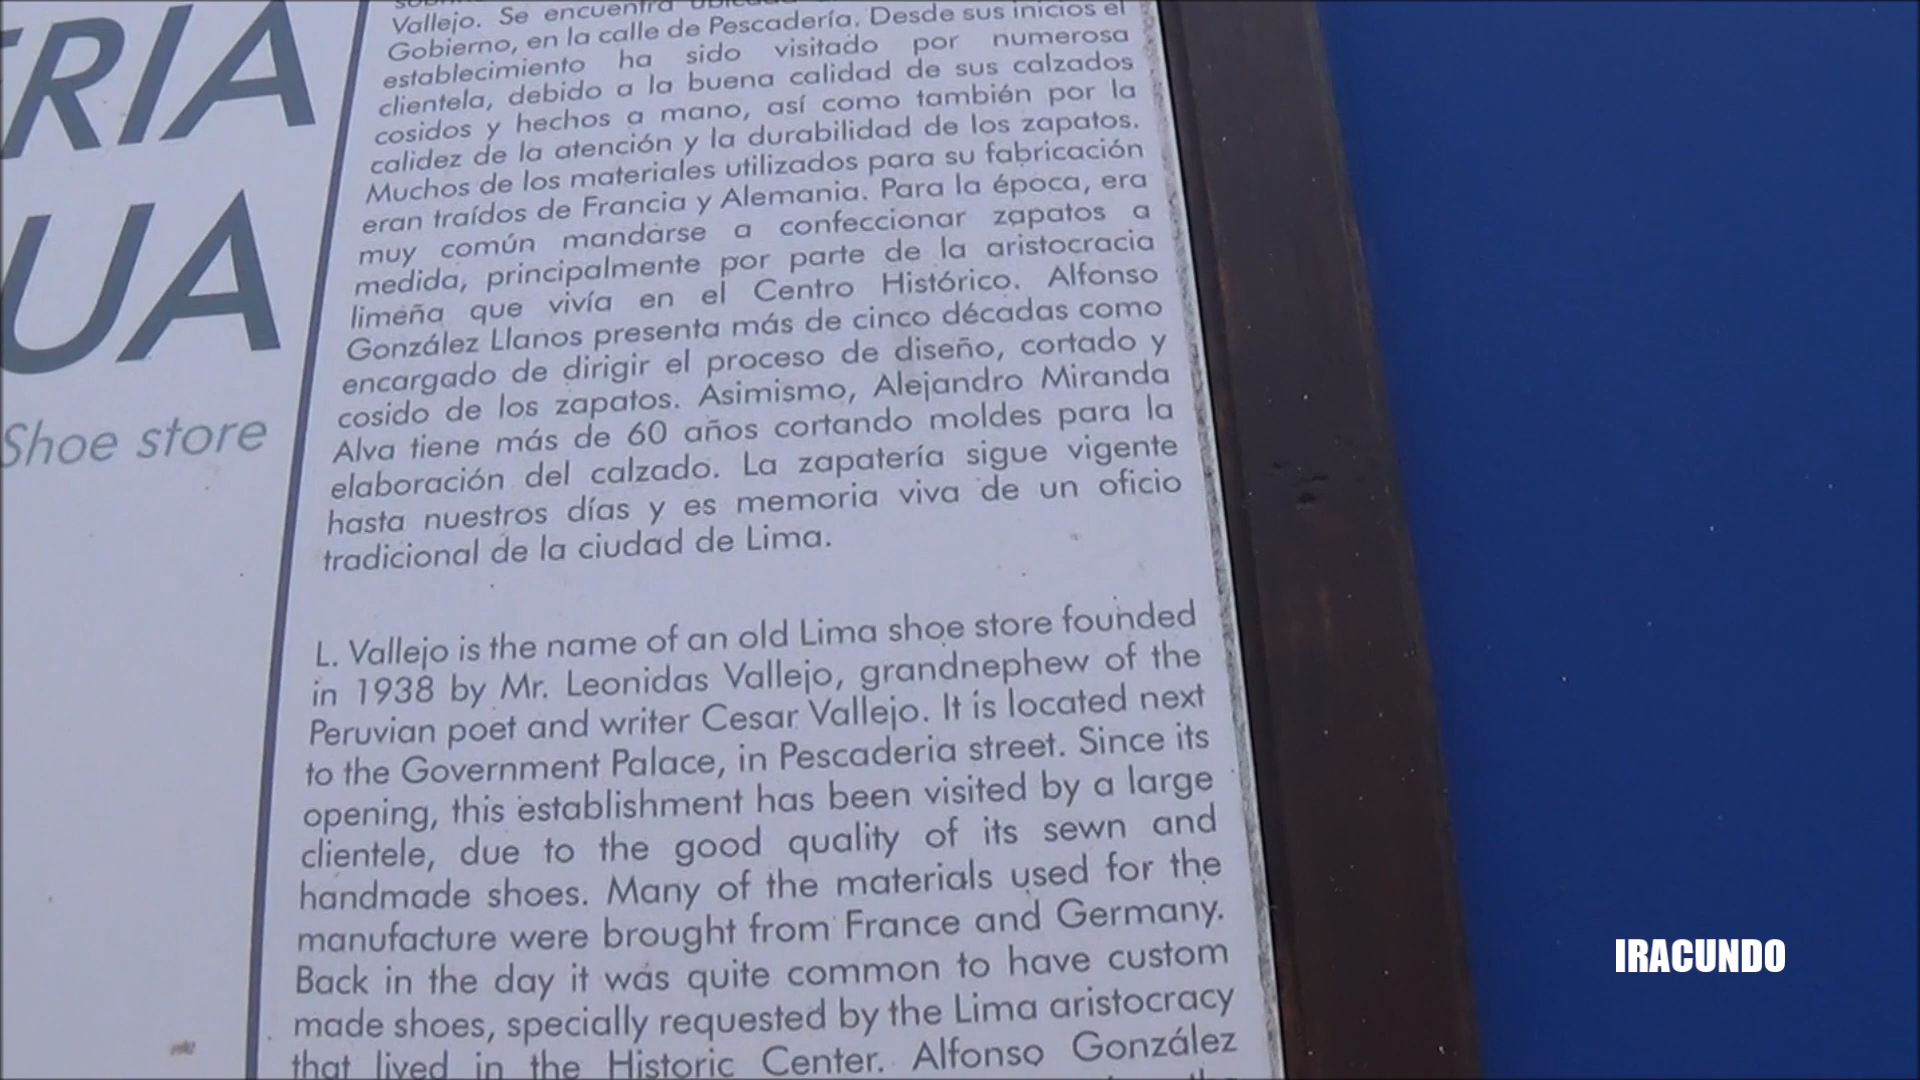 RIA
UA
Shoe store
Vallejo. Se encuentra
Gobierno, en la calle de Pescadería. Desde sus inicios el
establecimiento ha sido visitado por numerosa
clientela, debido a la buena calidad de sus calzados
cosidos y hechos a mano, así como también por la
calidez de la atención y la durabilidad de los zapatos.
Muchos de los materiales utilizados para su fabricación
eran traídos de Francia y Alemania. Para la época, era
muy común mandarse a confeccionar zapatos a
medida, principalmente por parte de la aristocracia
limeña que vivía en el Centro Histórico. Alfonso
González Llanos presenta más de cinco décadas como
encargado de dirigir el proceso de diseño, cortado y
cosido de los zapatos. Asimismo, Alejandro Miranda
Alva tiene más de 60 años cortando moldes para la
elaboración del calzado. La zapatería sigue vigente
hasta nuestros días y es memoria viva de un oficio
tradicional de la ciudad de Lima.
L. Vallejo is the name of an old Lima shoe store founded
in 1938 by Mr. Leonidas Vallejo, grandnephew of the
Peruvian poet and writer Cesar Vallejo. It is located next
to the Government Palace, in Pescaderia street. Since its
opening, this establishment has been visited by a large
clientele, due to the good quality of its sewn and
handmade shoes. Many of the materials used for the
manufacture were brought from France and Germany.
Back in the day it was quite common to have custom
made shoes, specially requested by the Lima aristocracy
that lived in the Historic Center. Alfonso González
IRACUNDO